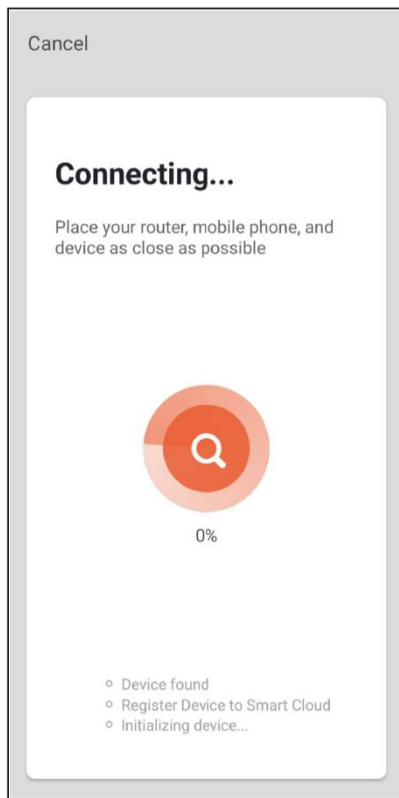 Cancel
Connecting...
Place your router, mobile phone, and
device as close as possible
0%
Device found
Register Device to Smart Cloud
Initializing device...